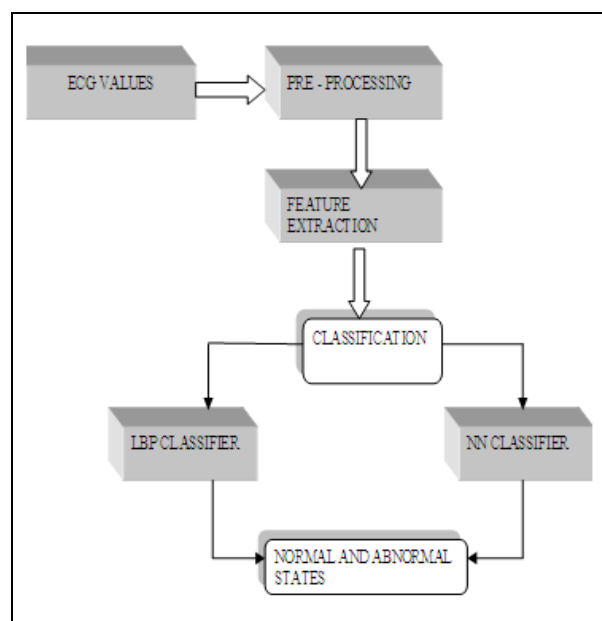 ECG VALUES
PRE - PROCESSING
FEATURE
EXTRACTION
CLASSIFICATION
LBP CLASSIFIER
NN CLASSIFIER
NORMAL AND ABNORMAL
STATES